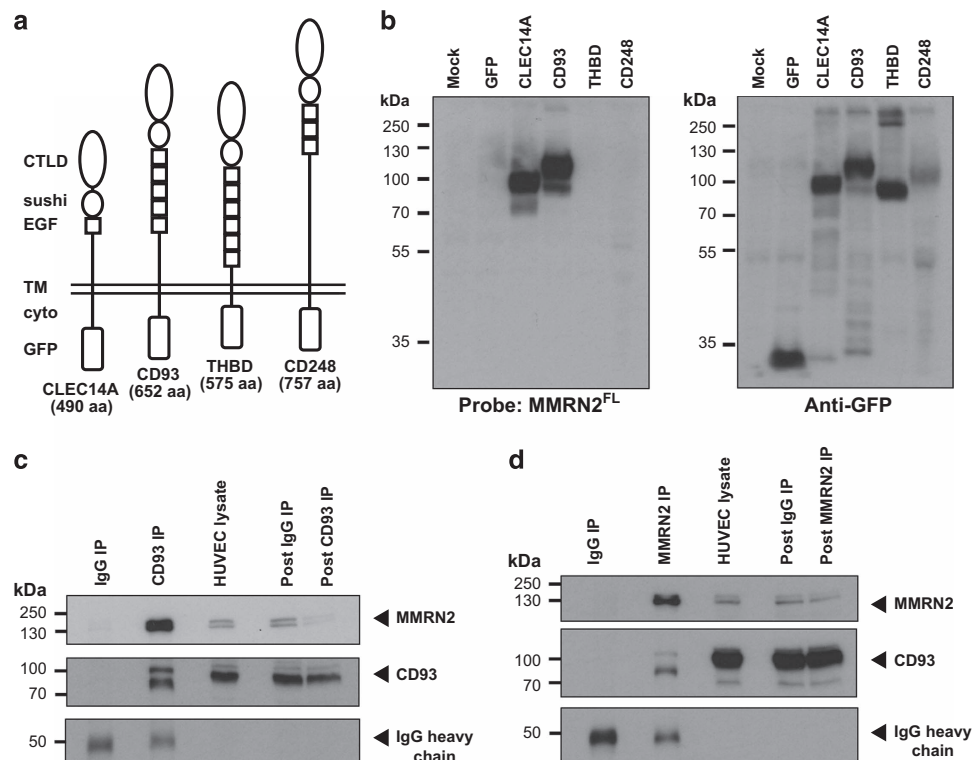 a
CTLD
sushi
EGF
TM
cyto
GFP
CLEC14A
(490 aa)
CD93
(652 aa)
THBD
(575 aa)
CD248
(757 aa)
b
Mock
GFP
CLEC14A
CD93
THBD
CD248
kDa
250
130
100
70
55
35
Probe: MMRN2FL
Mock
GFP
CLEC14A
CD93
THBD
CD248
kDa
250
130
100
70
55
35
Anti-GFP
c
IgG IP
CD93 IP
HUVEC lysate
Post IgG IP
Post CD93 IP
kDa
250
130
MMRN2
100
70
CD93
50
IgG heavy
chain
d
IgG IP
MMRN2 IP
HUVEC lysate
Post IgG IP
Post MMRN2 IP
kDa
250
130
MMRN2
100
70
CD93
50
IgG heavy
chain